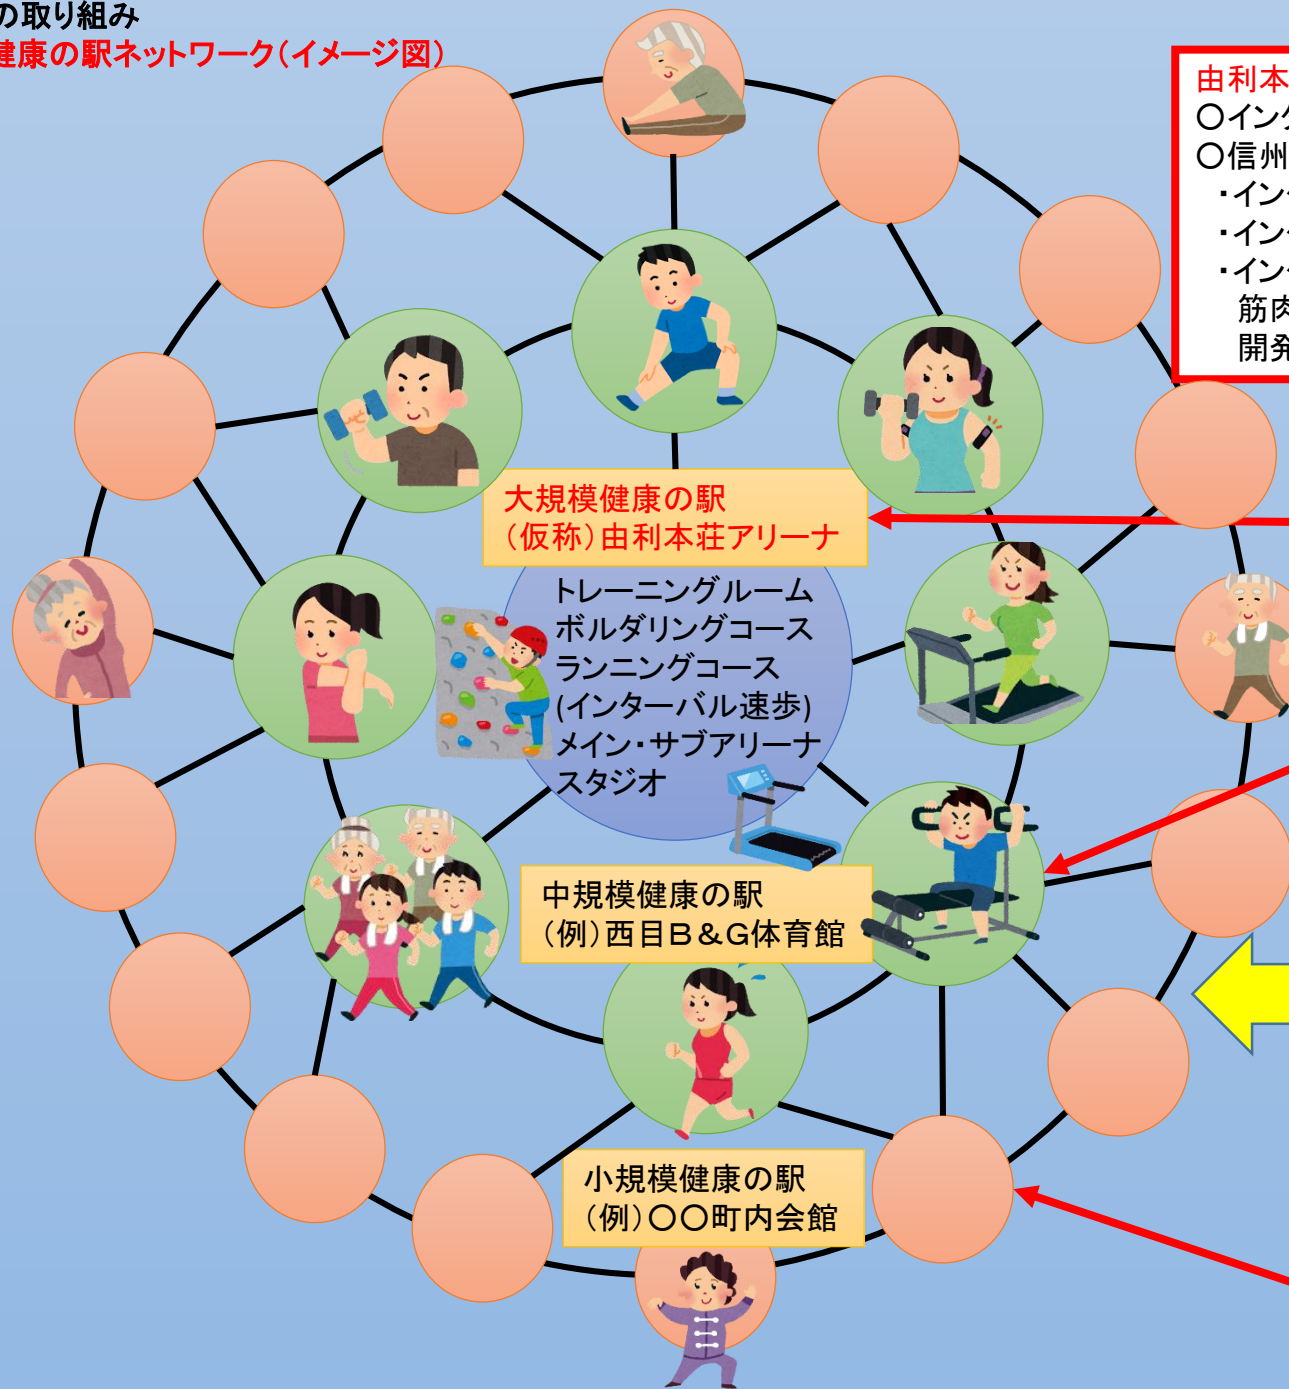 の取り組み
健康の駅ネットワーク(イメージ図)
由利本
〇インタ
〇信州
・インタ
・インタ
・インタ
筋肉
開発
大規模健康の駅
(仮称)由利本荘アリーナ
トレーニングルーム
ボルダリングコース
ランニングコース
(インターバル速歩)
メイン・サブアリーナ
スタジオ
中規模健康の駅
(例)西目B&G体育館
小規模健康の駅
(例)〇〇町内会館